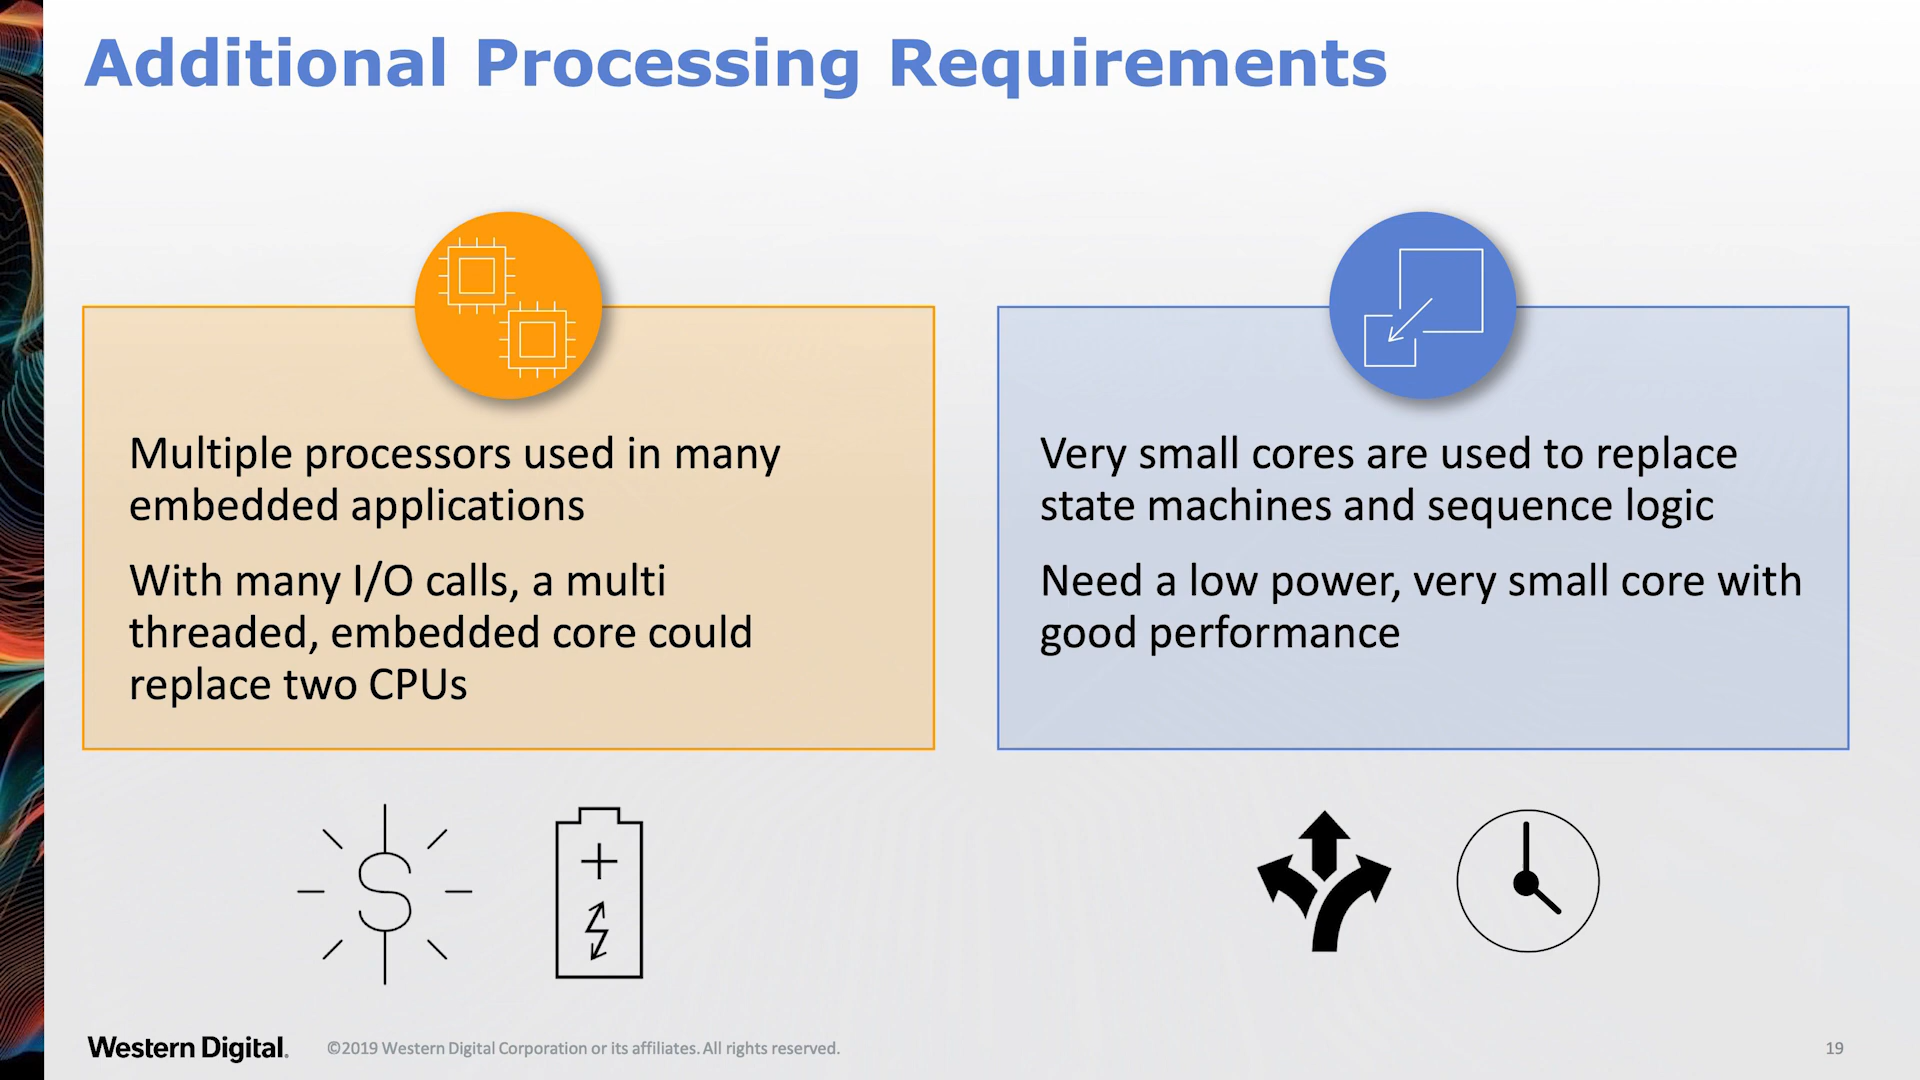 Additional Processing Requirements
Multiple processors used in many
embedded applications
With many I/O calls, a multi
threaded, embedded core could
replace two CPUs
Very small cores are used to replace
state machines and sequence logic
Need a low power, very small core with
good performance
Western Digital.
©2019 Western Digital Corporation or its affiliates. All rights reserved.
19